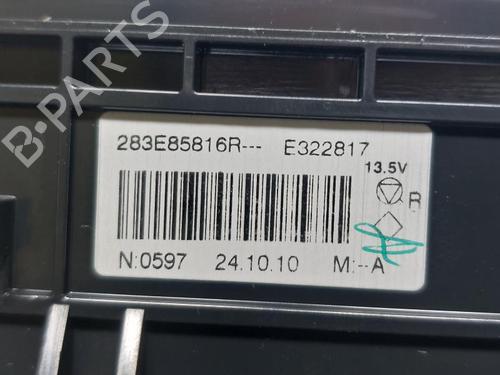 B-PARTS
283E85816R--- E322817
13.5V
R
N:0597 24.10.10 M:--A